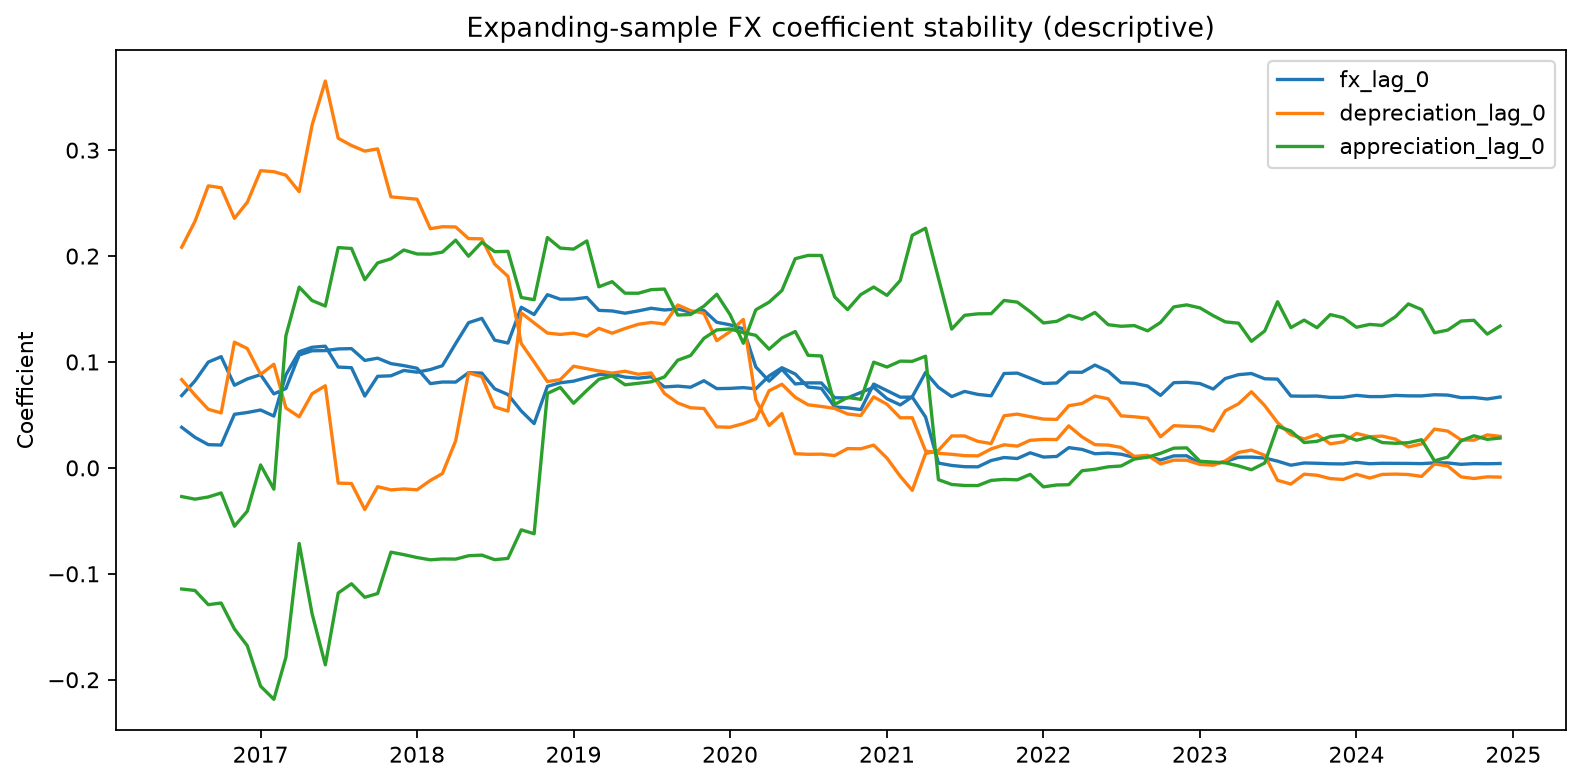 Expanding-sample FX coefficient stability (descriptive)
fx_lag_0
depreciation_lag_0
appreciation_lag_0
Coefficient
0.3
0.2
0.1
0.0
−0.1
−0.2
2017 2018 2019 2020 2021 2022 2023 2024 2025